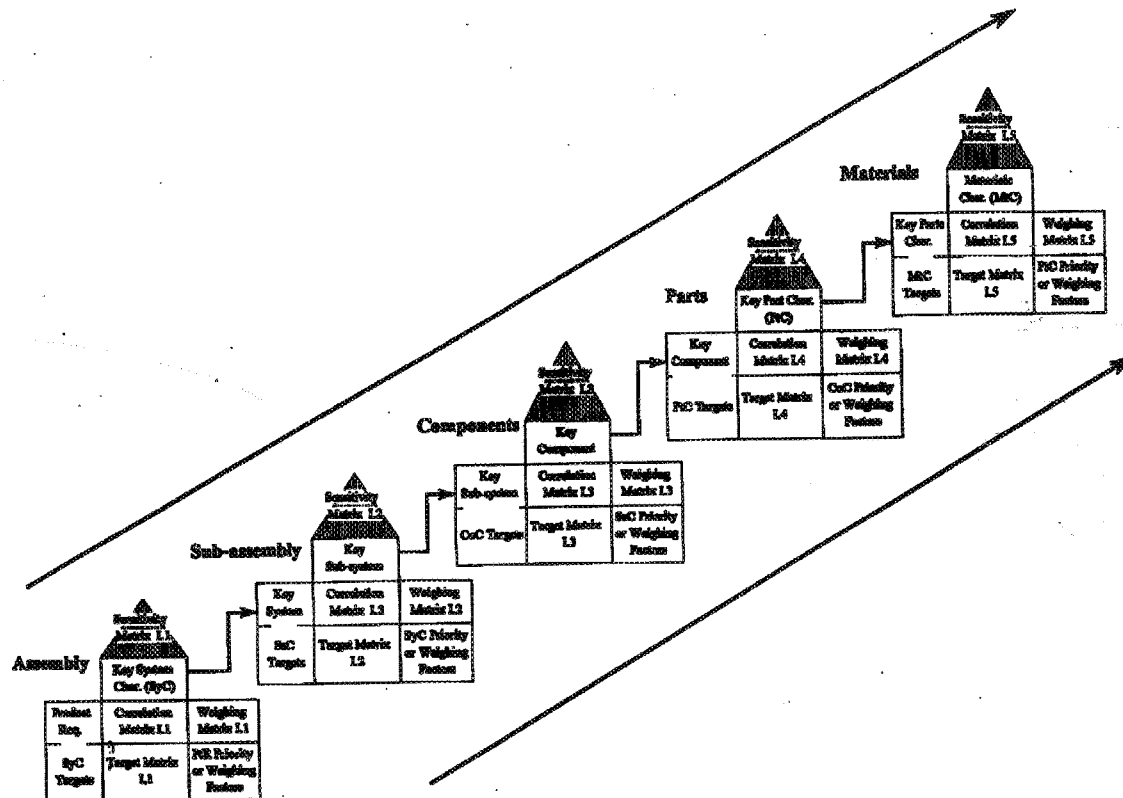 Sensitivity
Matrix L5
Materials
Materials
Char. (MtC)
Key Parts
Char.
Correlation
Matrix L5
Weighing
Matrix L5
MtC
Targets
Target Matrix
L5
PtC Priority
or Weighing
Factors
Sensitivity
Matrix L4
Parts
Key Part Char.
(PtC)
Key
Component
Correlation
Matrix L4
Weighing
Matrix L4
PtC Targets
Target Matrix
L4
CoC Priority
or Weighing
Factors
Sensitivity
Matrix L3
Components
Key
Component
Key
Sub-system
Correlation
Matrix L3
Weighing
Matrix L3
CoC Targets
Target Matrix
L3
SuC Priority
or Weighing
Factors
Sensitivity
Matrix L2
Sub-assembly
Key
Sub-system
Key
System
Correlation
Matrix L2
Weighing
Matrix L2
SuC
Targets
Target Matrix
L2
SyC Priority
or Weighing
Factors
Sensitivity
Matrix L1
Assembly
Key System
Char. (SyC)
Product
Req.
Correlation
Matrix L1
Weighing
Matrix L1
SyC
Targets
Target Matrix
L1
Priority
or Weighing
Factors